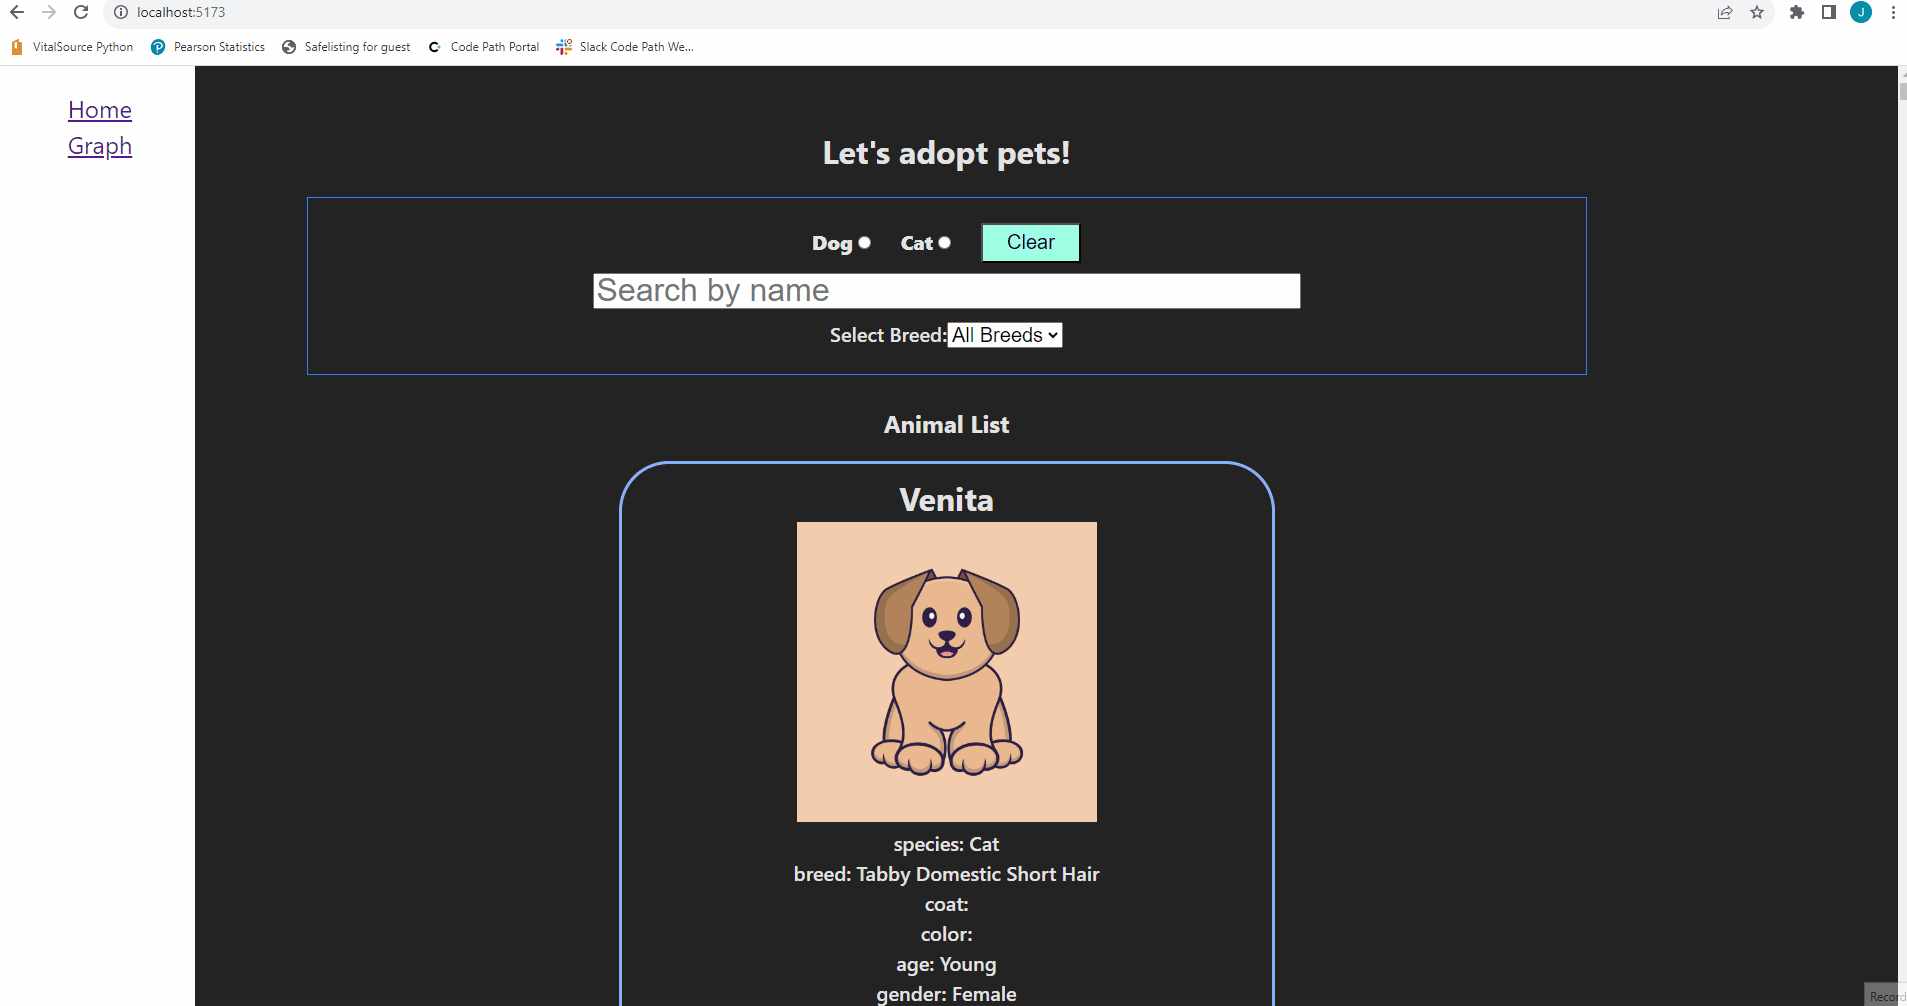 localhost:5173
J
VitalSource Python
Pearson Statistics
Safelisting for guest
Code Path Portal
Slack Code Path We...
Home
Graph
Let's adopt pets!
Dog Cat Clear
Search by name
Select Breed: All Breeds
Animal List
Venita
species: Cat
breed: Tabby Domestic Short Hair
coat:
color:
age: Young
gender: Female